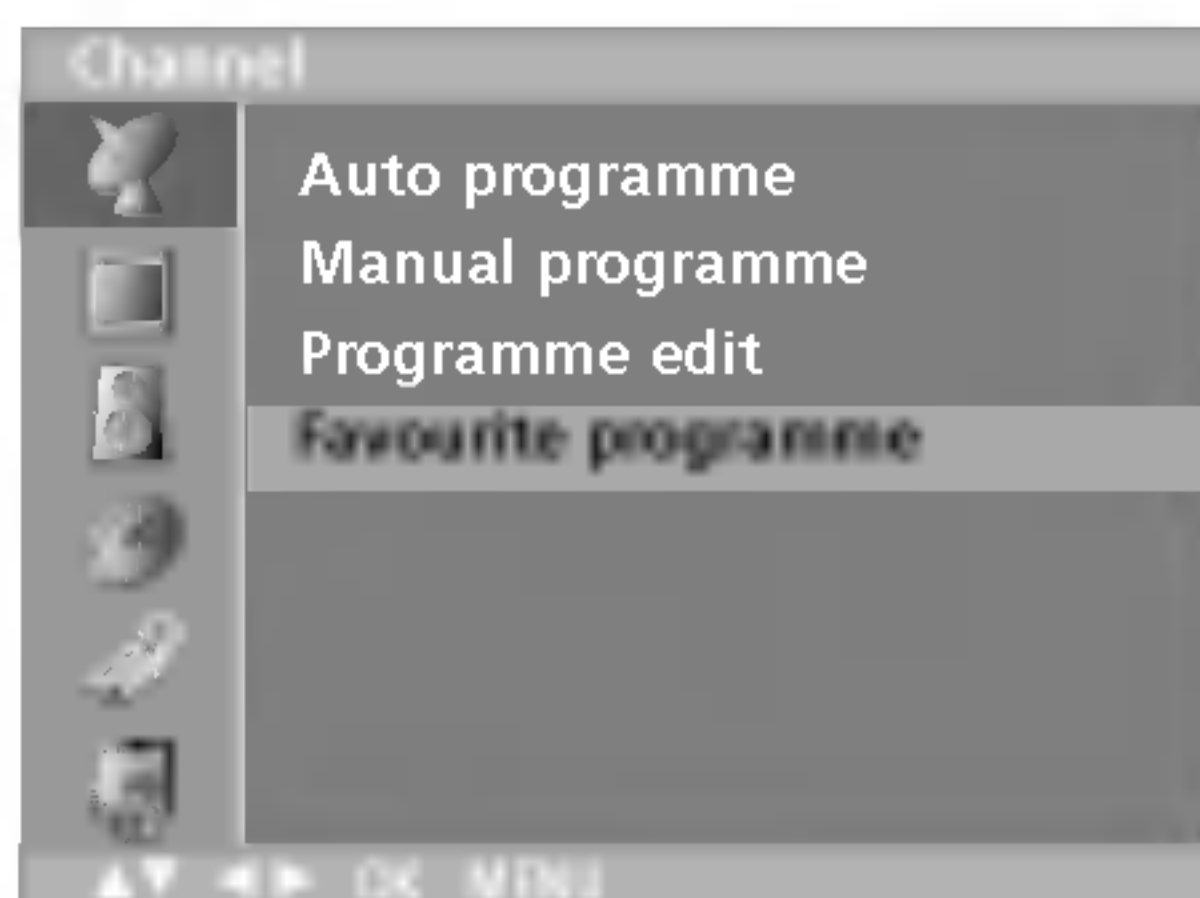 Channel
Auto programme
Manual programme
Programme edit
Favourite programme
▲▼ ◀▶ OK MENU